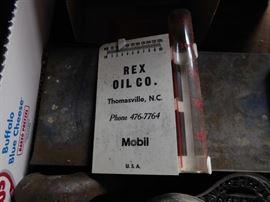 REX
OIL CO.
Thomasville, N.C.
Phone 476-7764
Mobil
U.S.A.
Buffalo
Blue Cheese